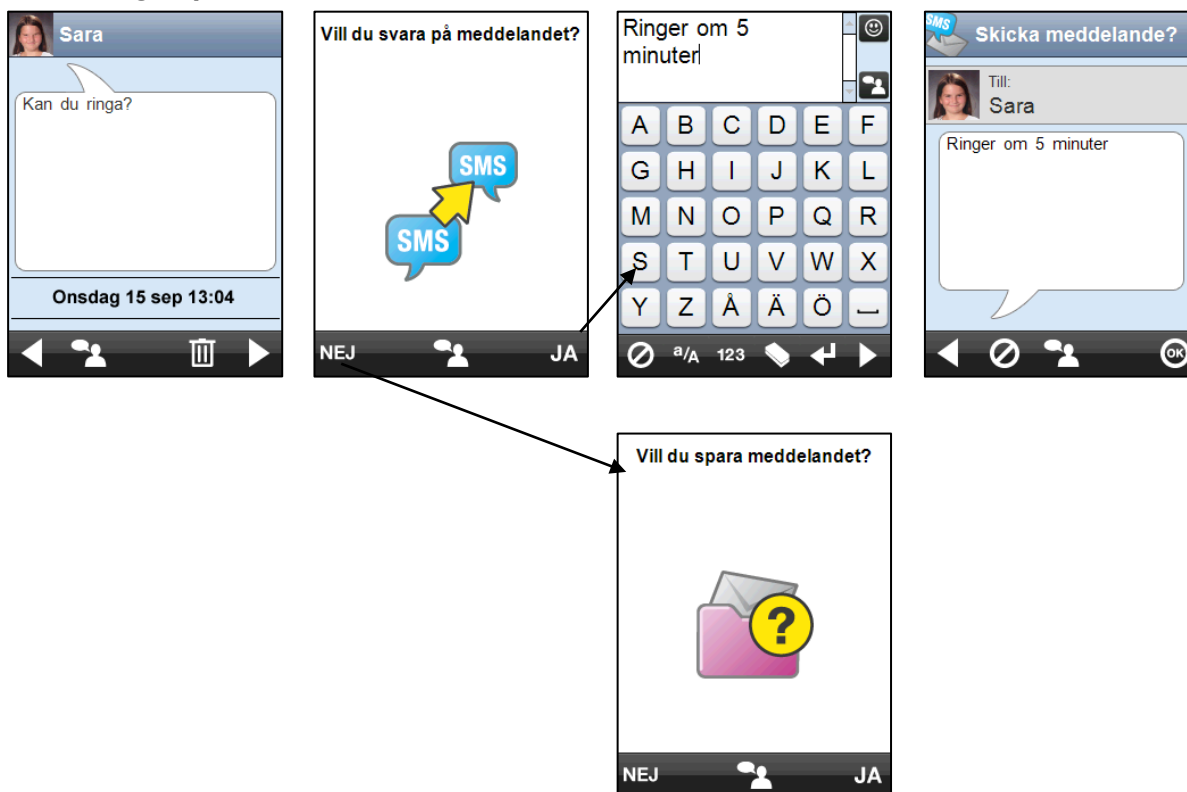 Sara
Kan du ringa?
Onsdag 15 sep 13:04
Vill du svara på meddelandet?
SMS
SMS
NEJ
JA
Ringer om 5
minuter
A B C D E F
G H I J K L
M N O P Q R
S T U V W X
Y Z Å Ä Ö
a/A 123
SMS
Skicka meddelande?
Till:
Sara
Ringer om 5 minuter
OK
Vill du spara meddelandet?
?
NEJ
JA